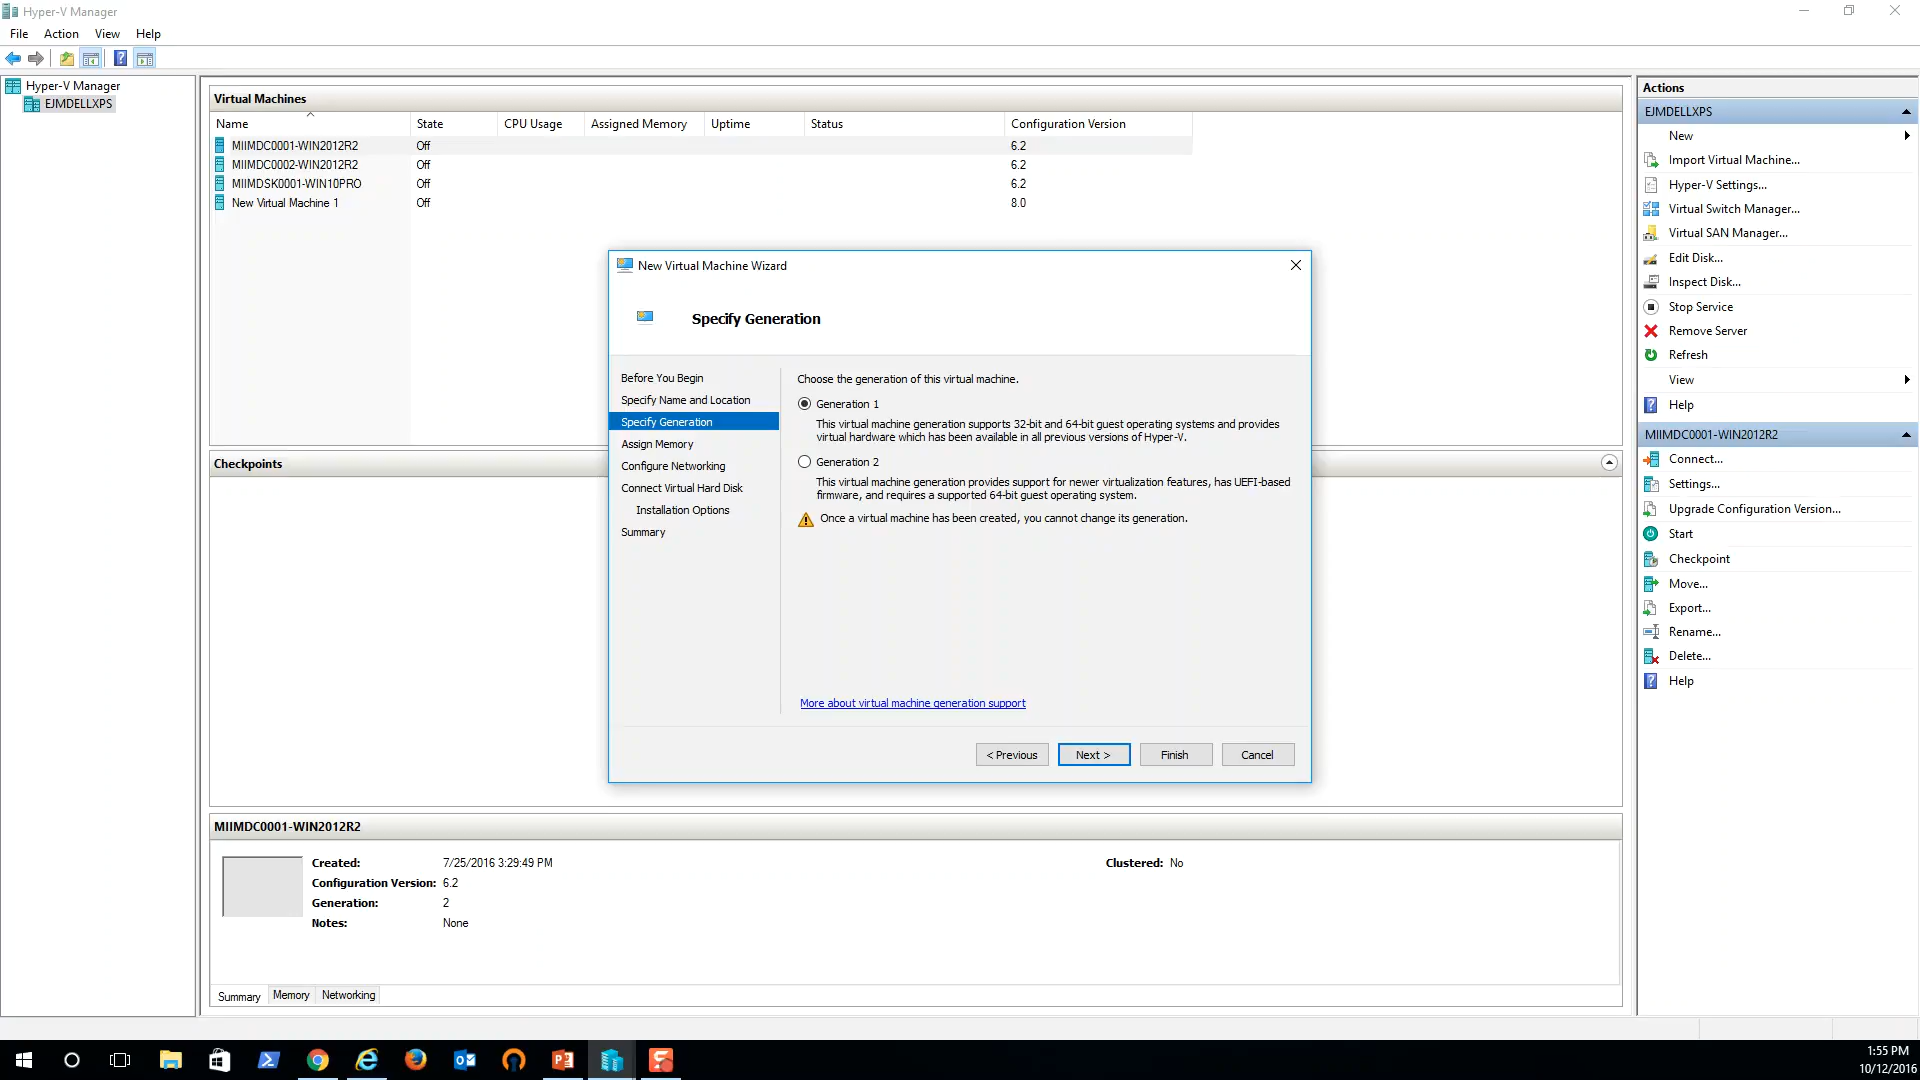 Hyper-V Manager
File Action View Help
Hyper-V Manager
EJMDELLXPS
Virtual Machines
Name State CPU Usage Assigned Memory Uptime Status Configuration Version
MIIMDC0001-WIN2012R2 Off 6.2
MIIMDC0002-WIN2012R2 Off 6.2
MIIMDSK0001-WIN10PRO Off 6.2
New Virtual Machine 1 Off 8.0
Checkpoints
New Virtual Machine Wizard
Specify Generation
Before You Begin
Specify Name and Location
Specify Generation
Assign Memory
Configure Networking
Connect Virtual Hard Disk
Installation Options
Summary
Choose the generation of this virtual machine.
Generation 1
This virtual machine generation supports 32-bit and 64-bit guest operating systems and provides
virtual hardware which has been available in all previous versions of Hyper-V.
Generation 2
This virtual machine generation provides support for newer virtualization features, has UEFI-based
firmware, and requires a supported 64-bit guest operating system.
Once a virtual machine has been created, you cannot change its generation.
More about virtual machine generation support
< Previous Next > Finish Cancel
MIIMDC0001-WIN2012R2
Created: 7/25/2016 3:29:49 PM Clustered: No
Configuration Version: 6.2
Generation: 2
Notes: None
Summary Memory Networking
Actions
EJMDELLXPS
New
Import Virtual Machine...
Hyper-V Settings...
Virtual Switch Manager...
Virtual SAN Manager...
Edit Disk...
Inspect Disk...
Stop Service
Remove Server
Refresh
View
Help
MIIMDC0001-WIN2012R2
Connect...
Settings...
Upgrade Configuration Version...
Start
Checkpoint
Move...
Export...
Rename...
Delete...
Help
1:55 PM
10/12/2016